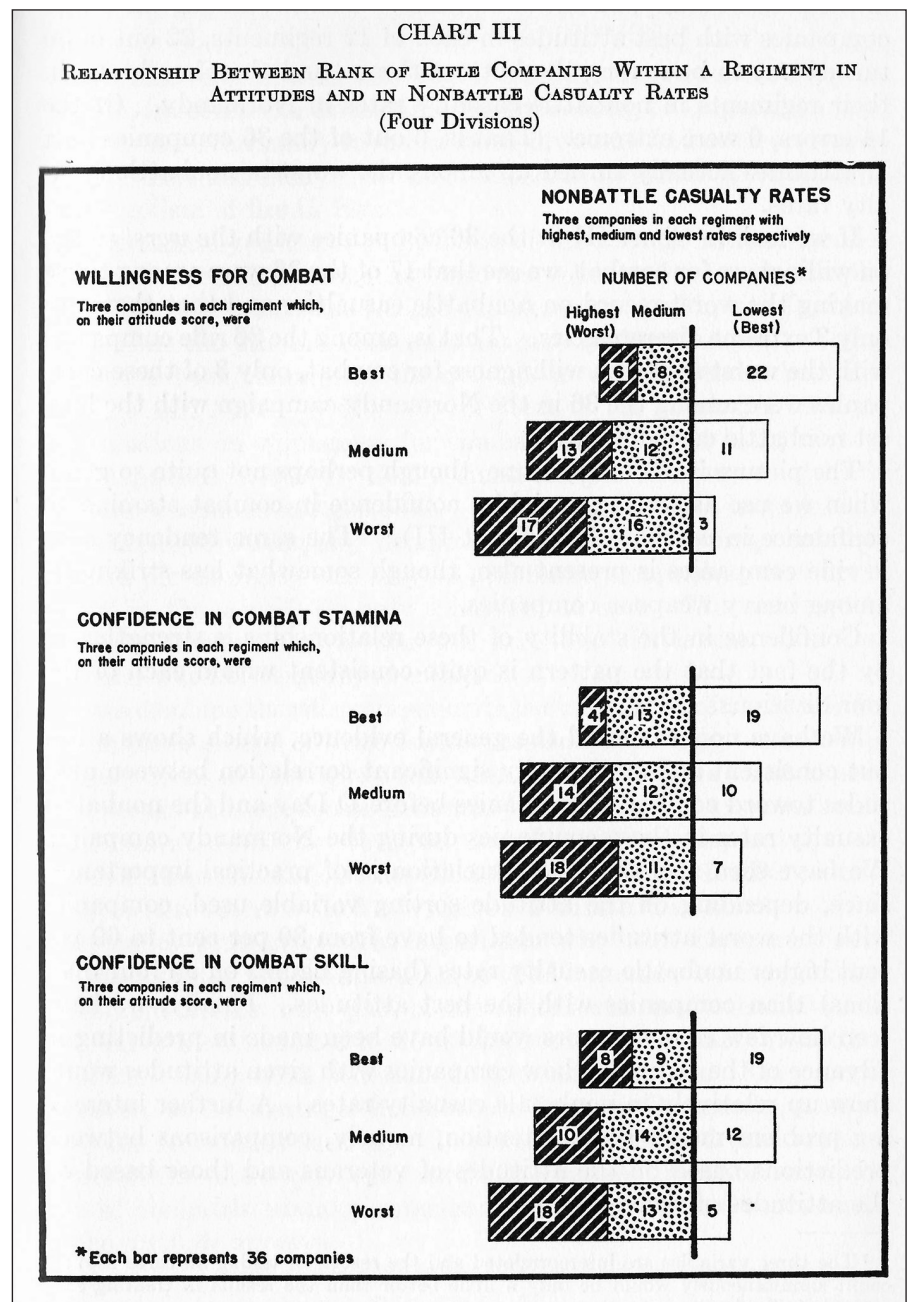 CHART III
RELATIONSHIP BETWEEN RANK OF RIFLE COMPANIES WITHIN A REGIMENT IN
ATTITUDES AND IN NONBATTLE CASUALTY RATES
(Four Divisions)
NONBATTLE CASUALTY RATES
Three companies in each regiment with
highest, medium and lowest rates respectively
WILLINGNESS FOR COMBAT
Three companies in each regiment which,
on their attitude score, were
NUMBER OF COMPANIES*
Highest (Worst) Medium Lowest (Best)
Best 6 8 22
Medium 13 12 11
Worst 17 16 3
CONFIDENCE IN COMBAT STAMINA
Three companies in each regiment which,
on their attitude score, were
Best 4 13 19
Medium 14 12 10
Worst 18 11 7
CONFIDENCE IN COMBAT SKILL
Three companies in each regiment which,
on their attitude score, were
Best 8 9 19
Medium 10 14 12
Worst 18 13 5
*Each bar represents 36 companies